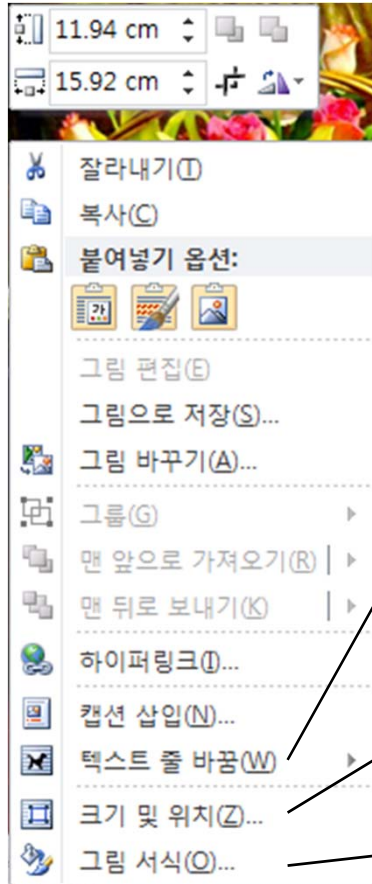 11.94 cm
15.92 cm
잘라내기(T)
복사(C)
붙여넣기 옵션:
가
그림 편집(E)
그림으로 저장(S)...
그림 바꾸기(A)...
그룹(G)
맨 앞으로 가져오기(R)
맨 뒤로 보내기(K)
하이퍼링크(I)...
캡션 삽입(N)...
텍스트 줄 바꿈(W)
크기 및 위치(Z)...
그림 서식(O)...